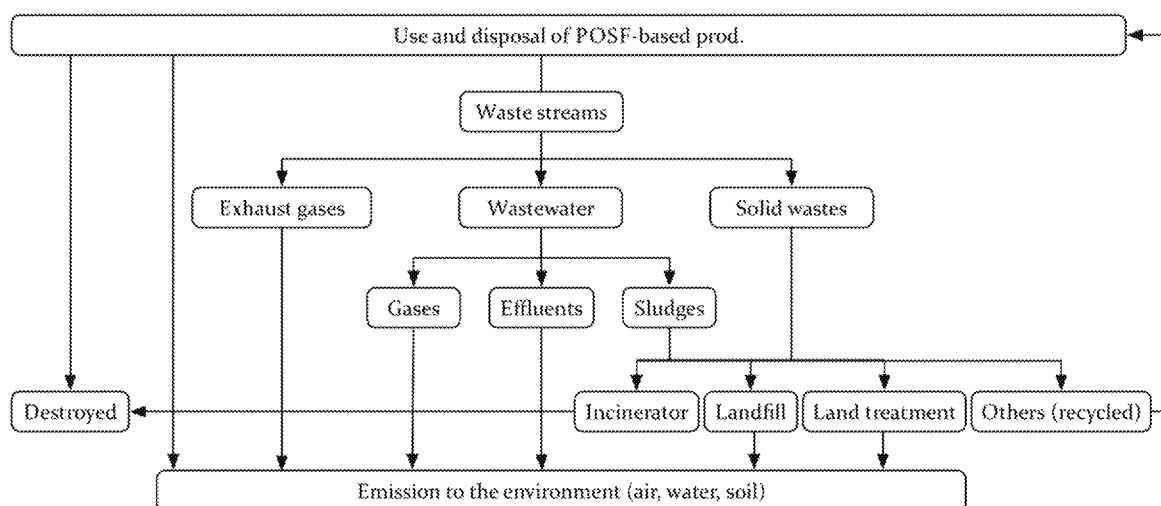 Use and disposal of POSF-based prod.
Waste streams
Exhaust gases
Wastewater
Solid wastes
Gases
Effluents
Sludges
Destroyed
Incinerator
Landfill
Land treatment
Others (recycled)
Emission to the environment (air, water, soil)